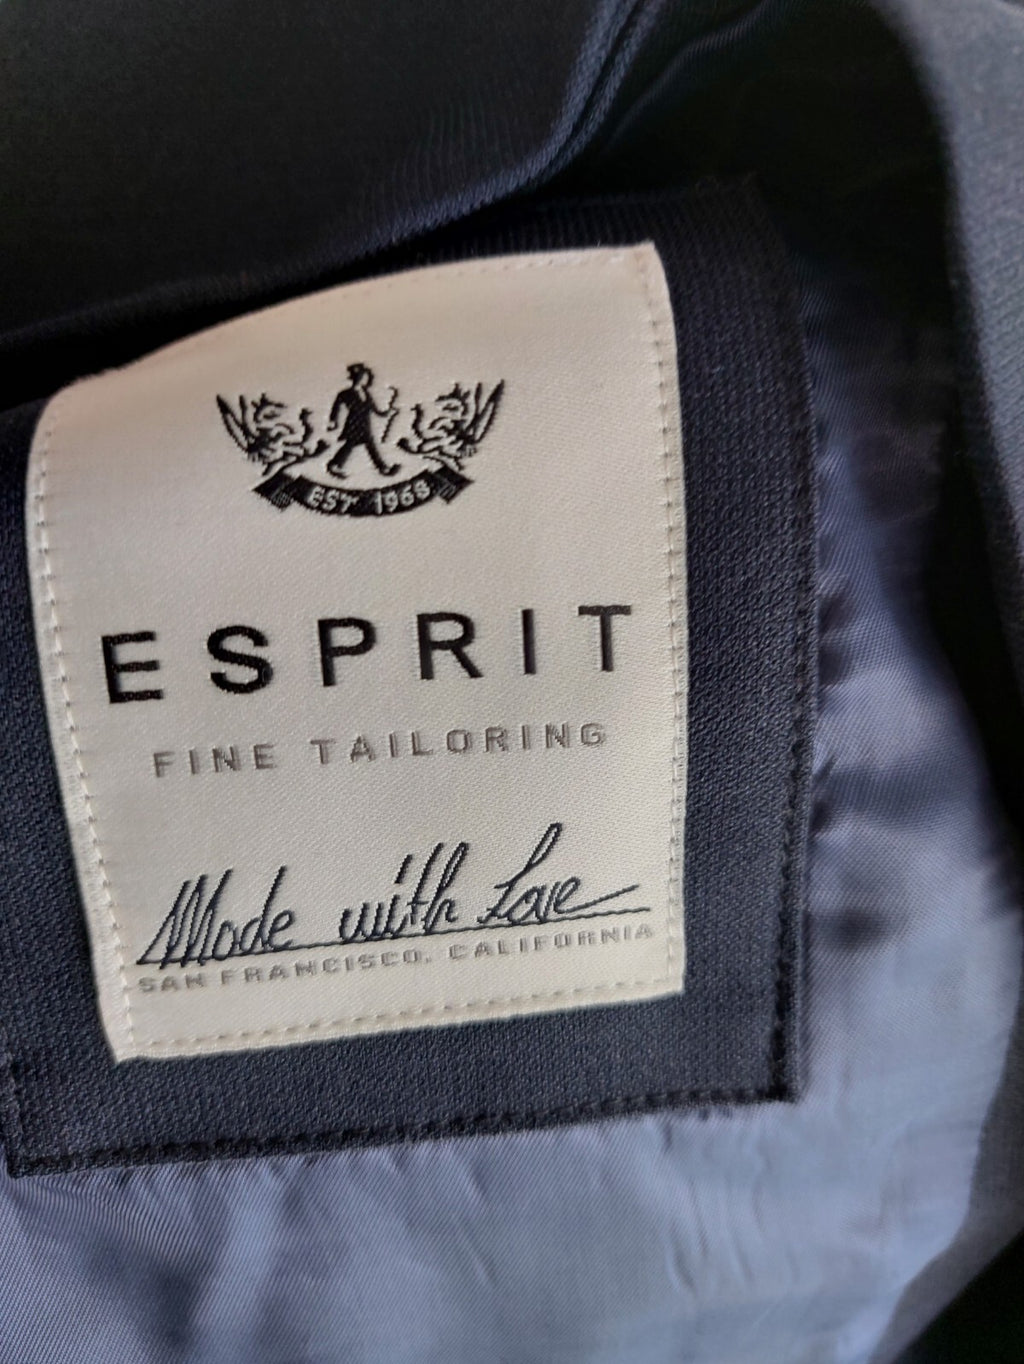 EST 1968
ESPRIT
FINE TAILORING
Made with Love
SAN FRANCISCO, CALIFORNIA